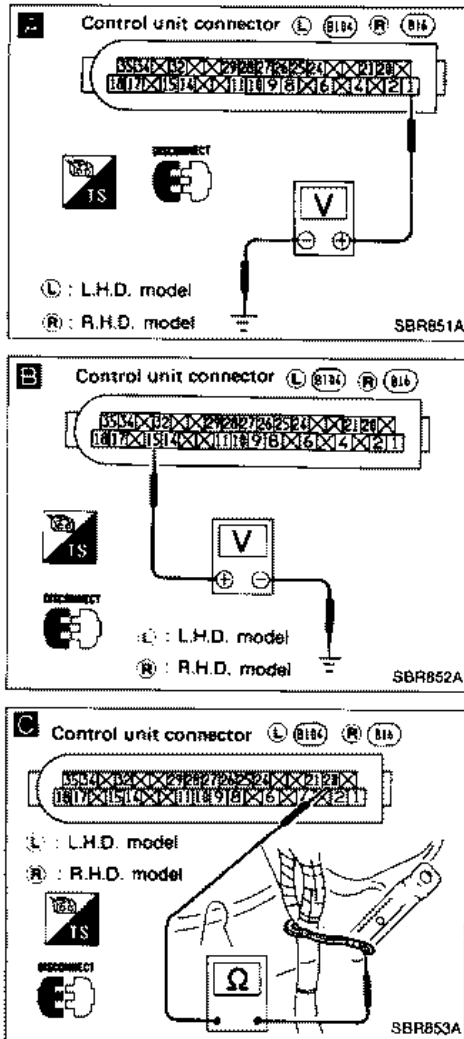 A Control unit connector L B104 R B16
35 34 32 29 28 27 26 25 24 21 20
18 17 15 14 11 10 9 8 6 4 2 1
DISCONNECT
TS
V
L : L.H.D. model
R : R.H.D. model
SBR851A
B Control unit connector L B104 R B16
35 34 32 29 28 27 26 25 24 21 20
18 17 15 14 11 10 9 8 6 4 2 1
TS
V
DISCONNECT
L : L.H.D. model
R : R.H.D. model
SBR852A
C Control unit connector L B104 R B16
35 34 32 29 28 27 26 25 24 21 20
18 17 15 14 11 10 9 8 6 2 1
L : L.H.D. model
R : R.H.D. model
TS
DISCONNECT
Ω
SBR853A